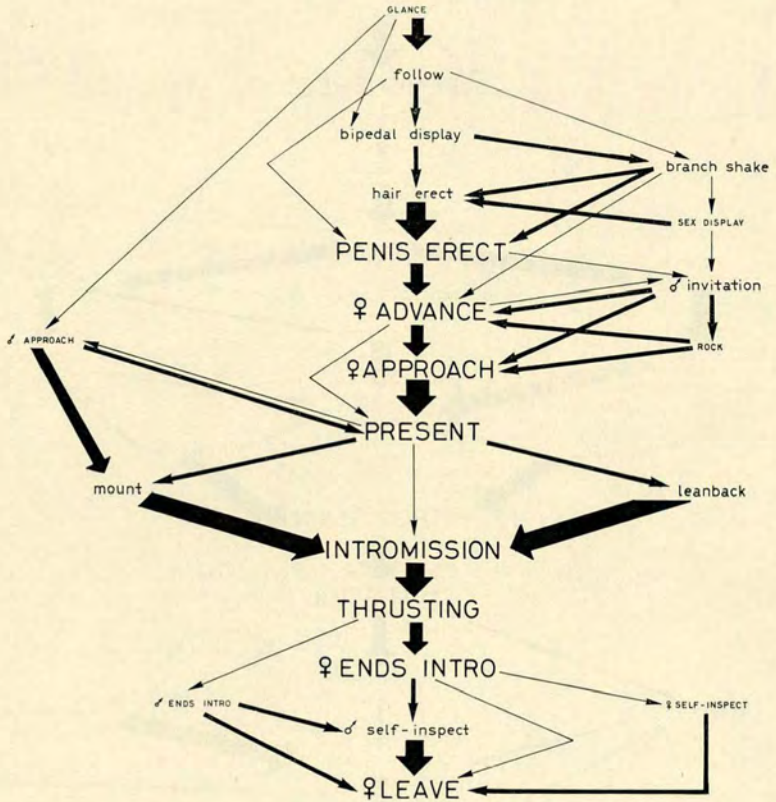 GLANCE
follow
bipedal display
branch shake
hair erect
SEX DISPLAY
PENIS ERECT
♂ invitation
♀ ADVANCE
♂ APPROACH
ROCK
♀ APPROACH
PRESENT
mount
leanback
INTROMISSION
THRUSTING
♀ ENDS INTRO
♂ ENDS INTRO
♀ SELF-INSPECT
♂ self-inspect
♀ LEAVE